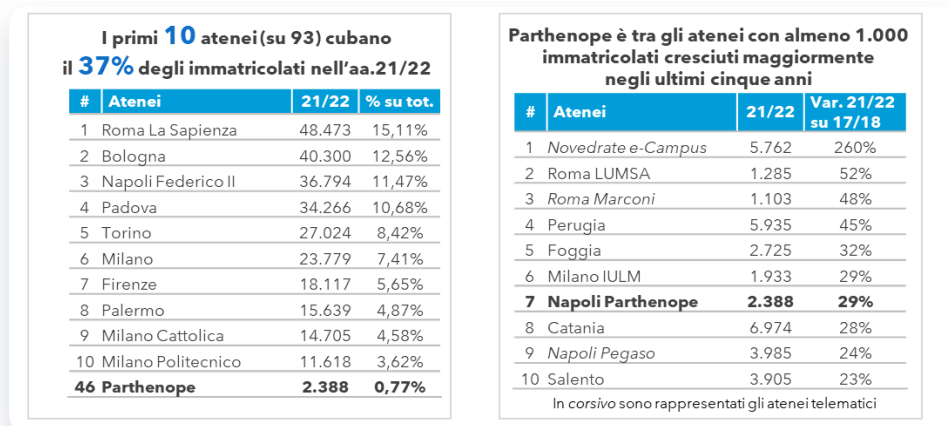 I primi 10 atenei (su 93) cubano
il 37% degli immatricolati nell'aa.21/22
# Atenei 21/22 % su tot.
1 Roma La Sapienza 48.473 15,11%
2 Bologna 40.300 12,56%
3 Napoli Federico II 36.794 11,47%
4 Padova 34.266 10,68%
5 Torino 27.024 8,42%
6 Milano 23.779 7,41%
7 Firenze 18.117 5,65%
8 Palermo 15.639 4,87%
9 Milano Cattolica 14.705 4,58%
10 Milano Politecnico 11.618 3,62%
46 Parthenope 2.388 0,77%
Parthenope è tra gli atenei con almeno 1.000
immatricolati cresciuti maggiormente
negli ultimi cinque anni
# Atenei 21/22 Var. 21/22
su 17/18
1 Novedrate e-Campus 5.762 260%
2 Roma LUMSA 1.285 52%
3 Roma Marconi 1.103 48%
4 Perugia 5.935 45%
5 Foggia 2.725 32%
6 Milano IULM 1.933 29%
7 Napoli Parthenope 2.388 29%
8 Catania 6.974 28%
9 Napoli Pegaso 3.985 24%
10 Salento 3.905 23%
In corsivo sono rappresentati gli atenei telematici